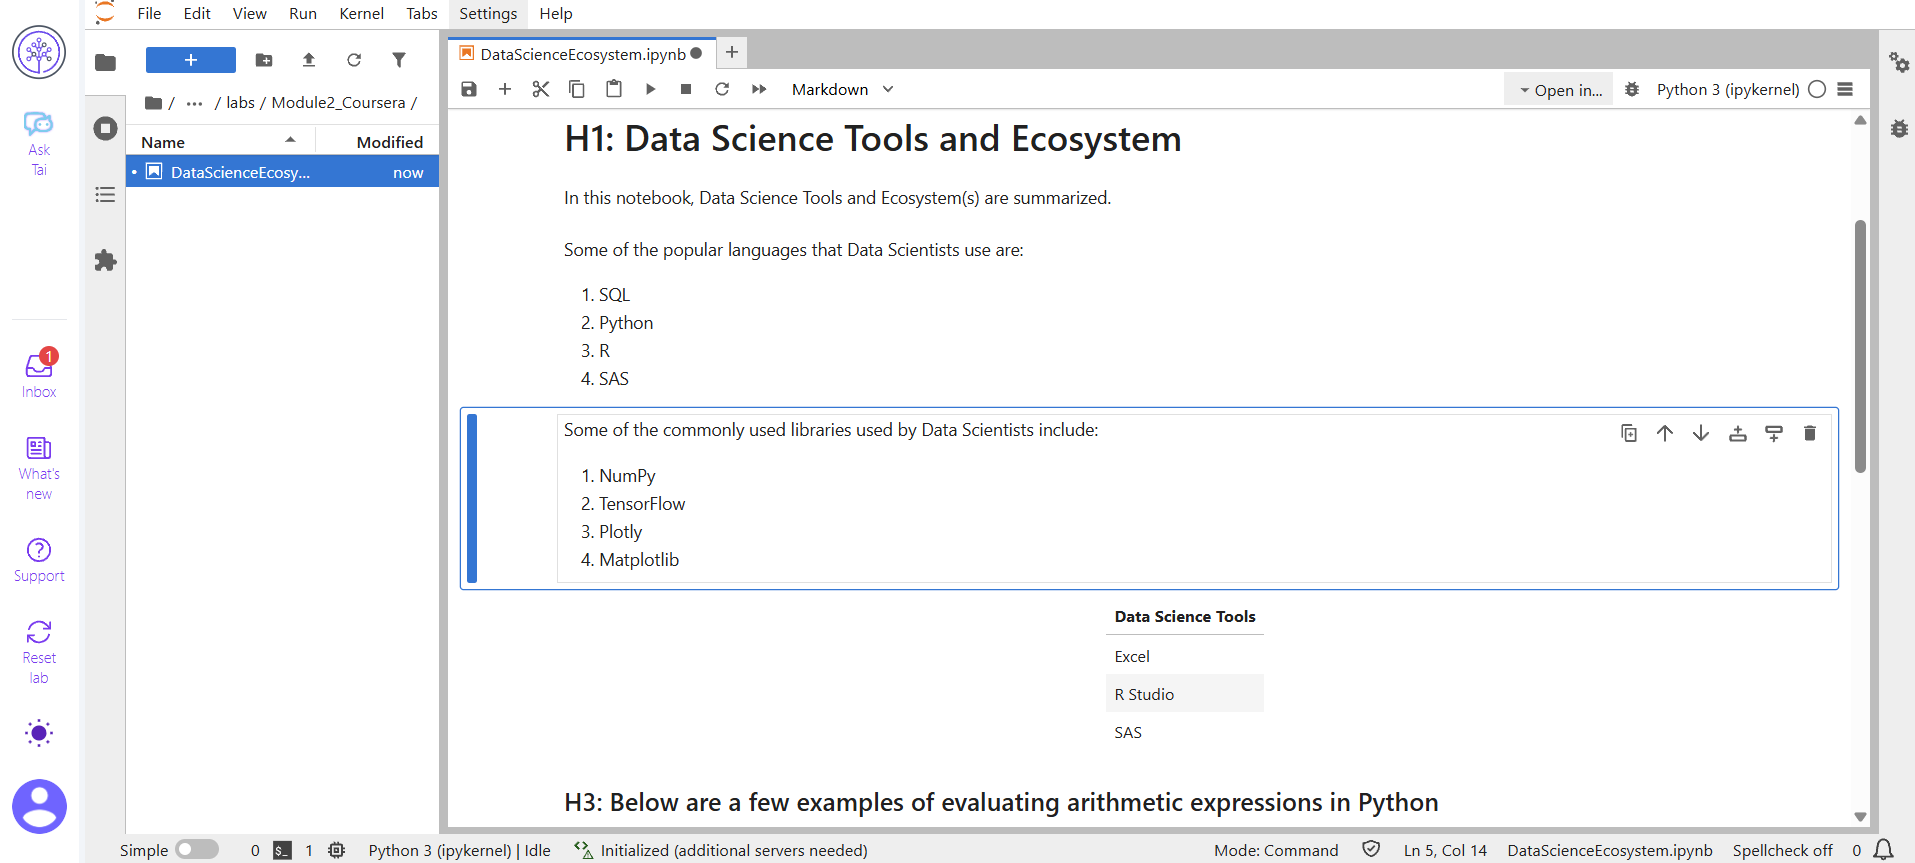 File Edit View Run Kernel Tabs Settings Help
Ask
Tai
1
Inbox
What's
new
Support
Reset
lab
/ ... / labs / Module2_Coursera /
Name Modified
DataScienceEcosy... now
DataScienceEcosystem.ipynb
Markdown
Open in...
Python 3 (ipykernel)
H1: Data Science Tools and Ecosystem
In this notebook, Data Science Tools and Ecosystem(s) are summarized.
Some of the popular languages that Data Scientists use are:
1. SQL
2. Python
3. R
4. SAS
Some of the commonly used libraries used by Data Scientists include:
1. NumPy
2. TensorFlow
3. Plotly
4. Matplotlib
Data Science Tools
Excel
R Studio
SAS
H3: Below are a few examples of evaluating arithmetic expressions in Python
Simple 0 $_ 1 Python 3 (ipykernel) | Idle Initialized (additional servers needed) Mode: Command Ln 5, Col 14 DataScienceEcosystem.ipynb Spellcheck off 0